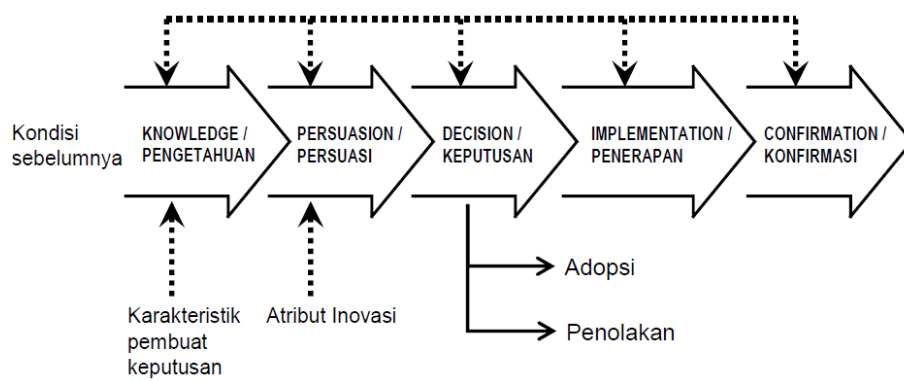 Kondisi
sebelumnya
KNOWLEDGE /
PENGETAHUAN
PERSUASION /
PERSUASI
DECISION /
KEPUTUSAN
IMPLEMENTATION /
PENERAPAN
CONFIRMATION /
KONFIRMASI
Karakteristik
pembuat
keputusan
Atribut Inovasi
Adopsi
Penolakan